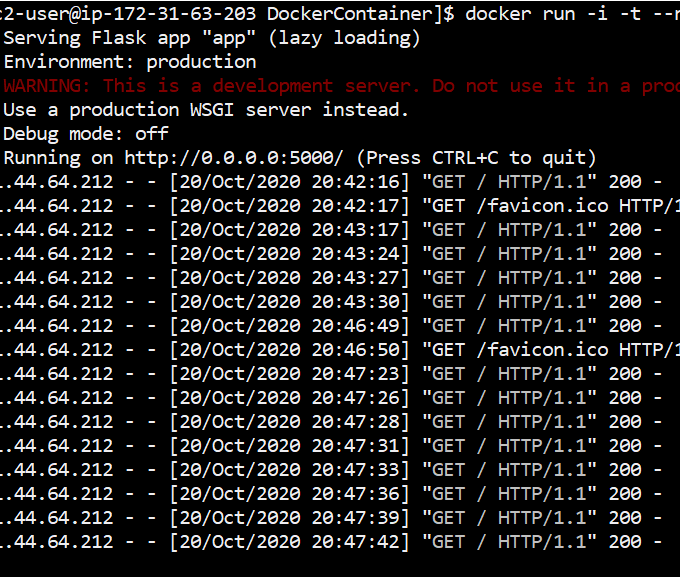 c2-user@ip-172-31-63-203 DockerContainer]$ docker run -i -t --r
Serving Flask app "app" (lazy loading)
Environment: production
WARNING: This is a development server. Do not use it in a prod
Use a production WSGI server instead.
Debug mode: off
Running on http://0.0.0.0:5000/ (Press CTRL+C to quit)
.44.64.212 - - [20/Oct/2020 20:42:16] "GET / HTTP/1.1" 200 -
.44.64.212 - - [20/Oct/2020 20:42:17] "GET /favicon.ico HTTP/1
.44.64.212 - - [20/Oct/2020 20:43:17] "GET / HTTP/1.1" 200 -
.44.64.212 - - [20/Oct/2020 20:43:24] "GET / HTTP/1.1" 200 -
.44.64.212 - - [20/Oct/2020 20:43:27] "GET / HTTP/1.1" 200 -
.44.64.212 - - [20/Oct/2020 20:43:30] "GET / HTTP/1.1" 200 -
.44.64.212 - - [20/Oct/2020 20:46:49] "GET / HTTP/1.1" 200 -
.44.64.212 - - [20/Oct/2020 20:46:50] "GET /favicon.ico HTTP/1
.44.64.212 - - [20/Oct/2020 20:47:23] "GET / HTTP/1.1" 200 -
.44.64.212 - - [20/Oct/2020 20:47:26] "GET / HTTP/1.1" 200 -
.44.64.212 - - [20/Oct/2020 20:47:28] "GET / HTTP/1.1" 200 -
.44.64.212 - - [20/Oct/2020 20:47:31] "GET / HTTP/1.1" 200 -
.44.64.212 - - [20/Oct/2020 20:47:33] "GET / HTTP/1.1" 200 -
.44.64.212 - - [20/Oct/2020 20:47:36] "GET / HTTP/1.1" 200 -
.44.64.212 - - [20/Oct/2020 20:47:39] "GET / HTTP/1.1" 200 -
.44.64.212 - - [20/Oct/2020 20:47:42] "GET / HTTP/1.1" 200 -